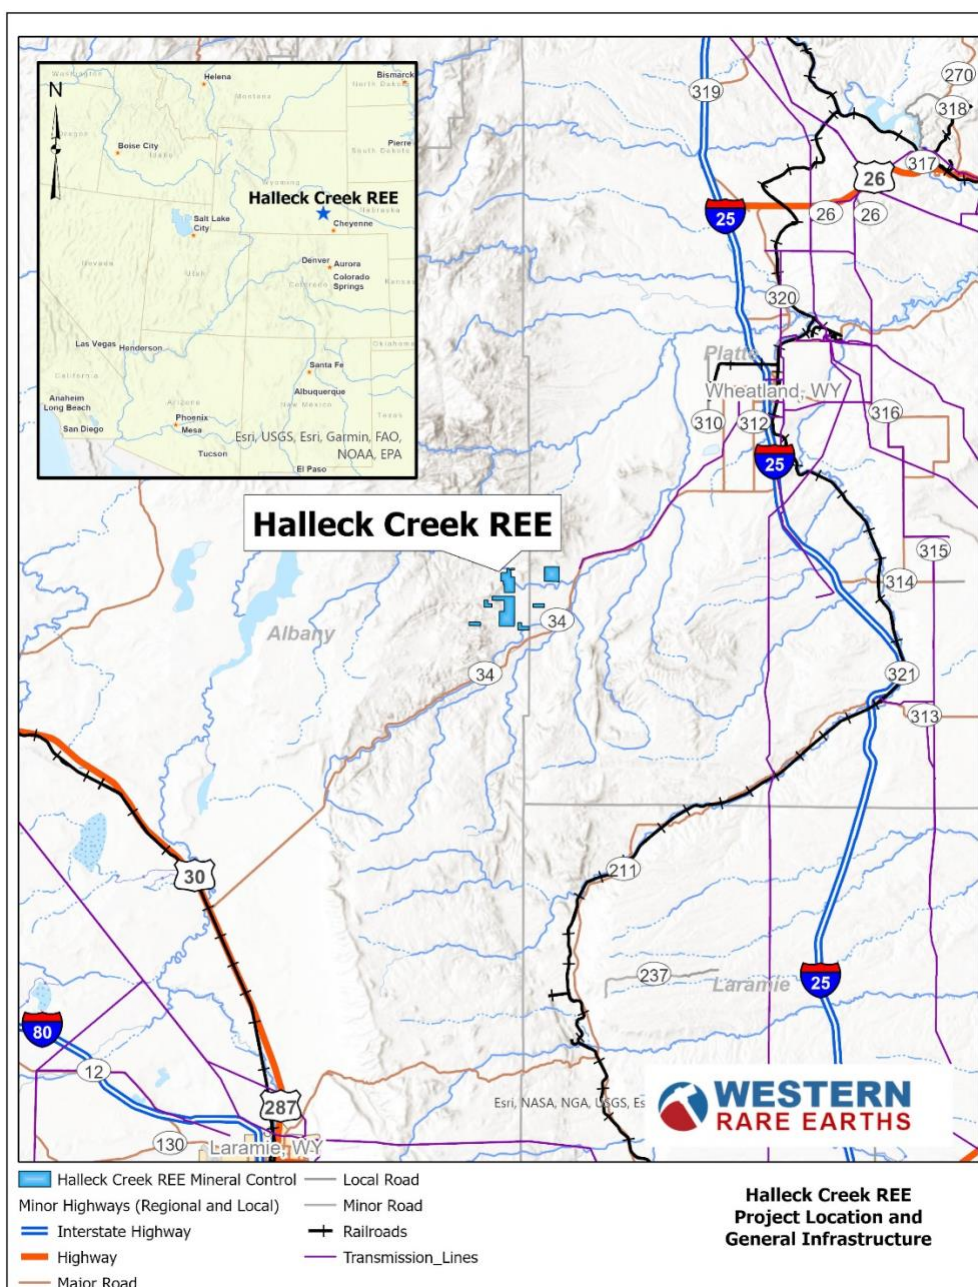 N
Washington
Helena
Montana
Bismarck
North Dakota
Oregon
Boise City
Idaho
Pierre
South Dakota
Wyoming
Halleck Creek REE
Nebraska
Salt Lake
City
Cheyenne
Nevada
Utah
Denver
Aurora
Colorado
Springs
Colorado
Kansas
Las Vegas
Henderson
California
Santa Fe
Oklahoma
Anaheim
Long Beach
Arizona
Albuquerque
New Mexico
Texas
San Diego
Phoenix
Mesa
Tucson
El Paso
Esri, USGS, Esri, Garmin, FAO,
NOAA, EPA
319
270
318
317
26
25
26
26
320
Platte
Wheatland, WY
310
312
316
25
Halleck Creek REE
315
314
Albany
34
34
321
313
30
211
237
Laramie
25
80
12
287
130
Laramie, WY
Esri, NASA, NGA, USGS, Es
WESTERN
RARE EARTHS
Halleck Creek REE Mineral Control
Minor Highways (Regional and Local)
Interstate Highway
Highway
Major Road
Local Road
Minor Road
Railroads
Transmission_Lines
Halleck Creek REE
Project Location and
General Infrastructure